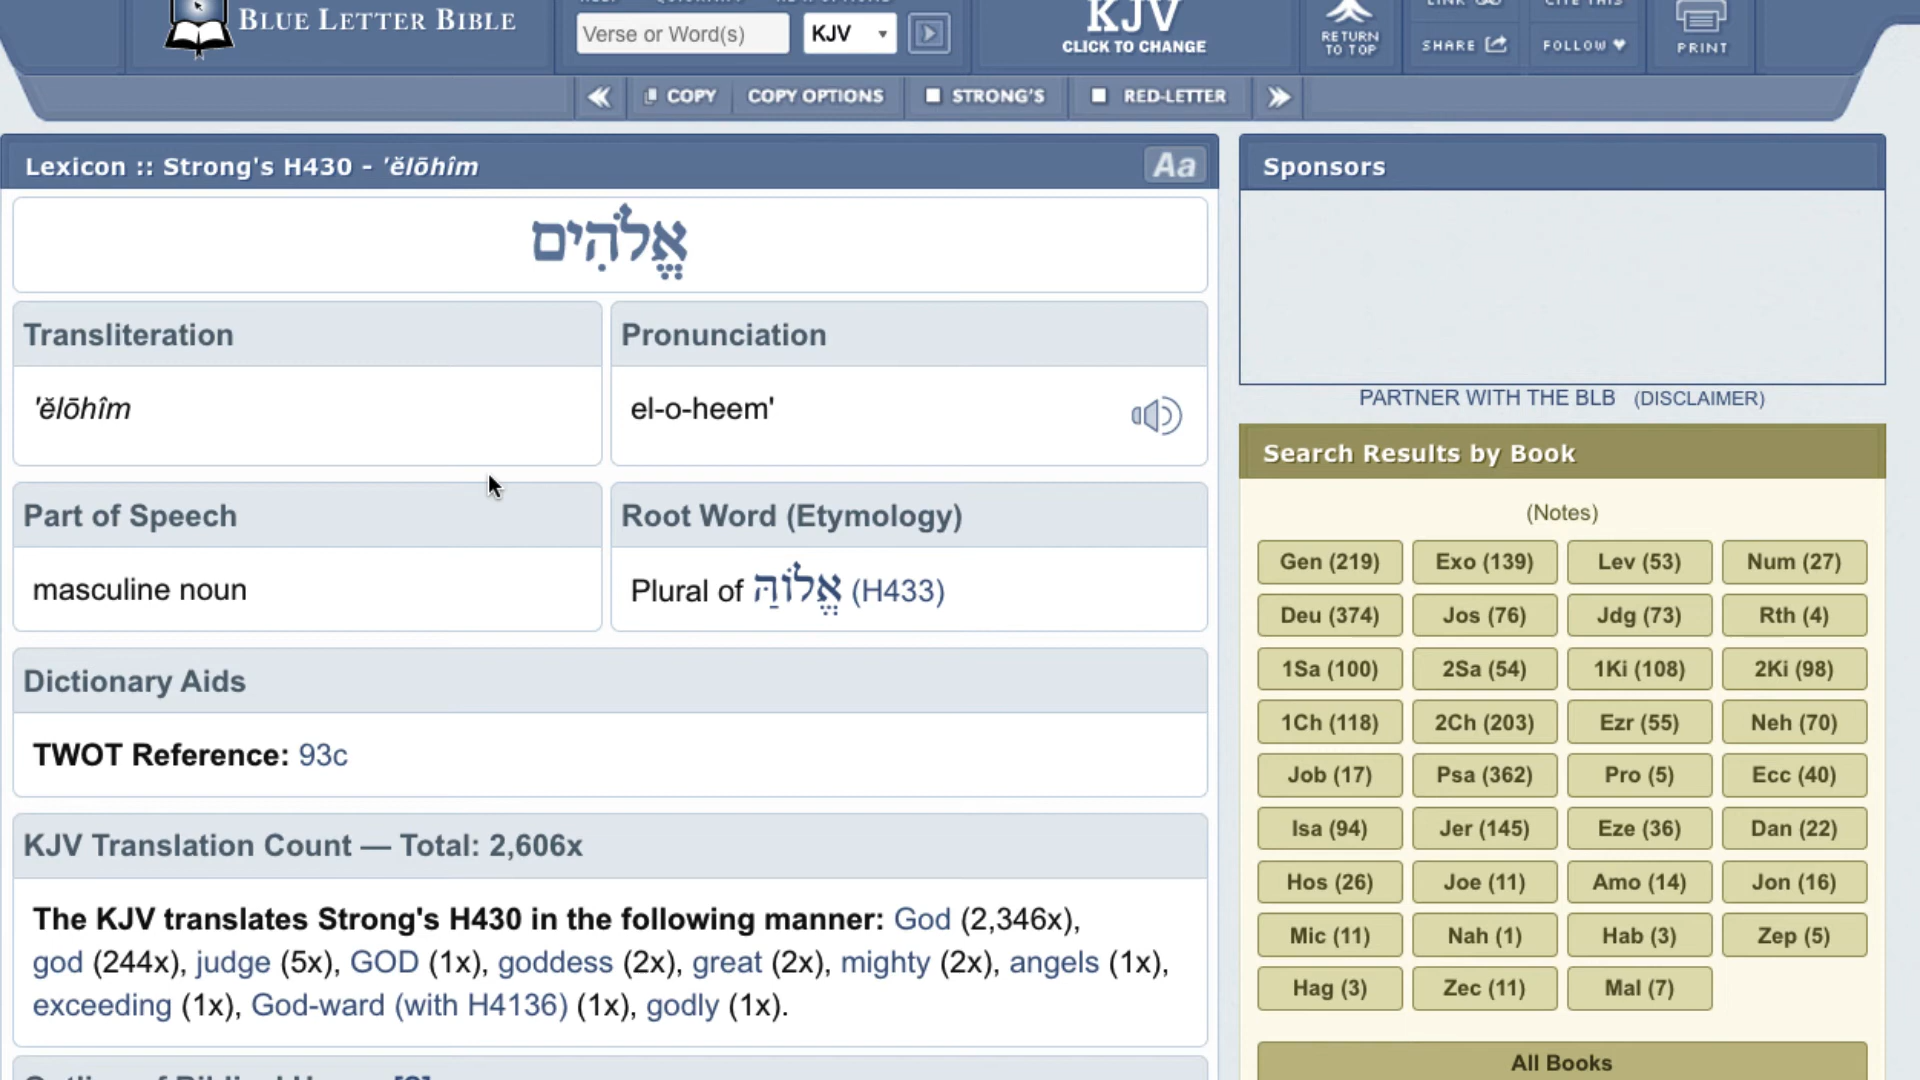 BLUE LETTER BIBLE
Verse or Word(s)
KJV
KJV
CLICK TO CHANGE
RETURN
TO TOP
SHARE
FOLLOW
PRINT
COPY
COPY OPTIONS
STRONG'S
RED-LETTER
Lexicon :: Strong's H430 - 'ĕlōhîm
Aa
אֱלֹהִים
Transliteration
'ĕlōhîm
Pronunciation
el-o-heem'
Part of Speech
masculine noun
Root Word (Etymology)
Plural of אֱלוֹהַּ (H433)
Dictionary Aids
TWOT Reference: 93c
KJV Translation Count — Total: 2,606x
The KJV translates Strong's H430 in the following manner: God (2,346x),
god (244x), judge (5x), GOD (1x), goddess (2x), great (2x), mighty (2x), angels (1x),
exceeding (1x), God-ward (with H4136) (1x), godly (1x).
Sponsors
PARTNER WITH THE BLB (DISCLAIMER)
Search Results by Book
(Notes)
Gen (219) Exo (139) Lev (53) Num (27)
Deu (374) Jos (76) Jdg (73) Rth (4)
1Sa (100) 2Sa (54) 1Ki (108) 2Ki (98)
1Ch (118) 2Ch (203) Ezr (55) Neh (70)
Job (17) Psa (362) Pro (5) Ecc (40)
Isa (94) Jer (145) Eze (36) Dan (22)
Hos (26) Joe (11) Amo (14) Jon (16)
Mic (11) Nah (1) Hab (3) Zep (5)
Hag (3) Zec (11) Mal (7)
All Books